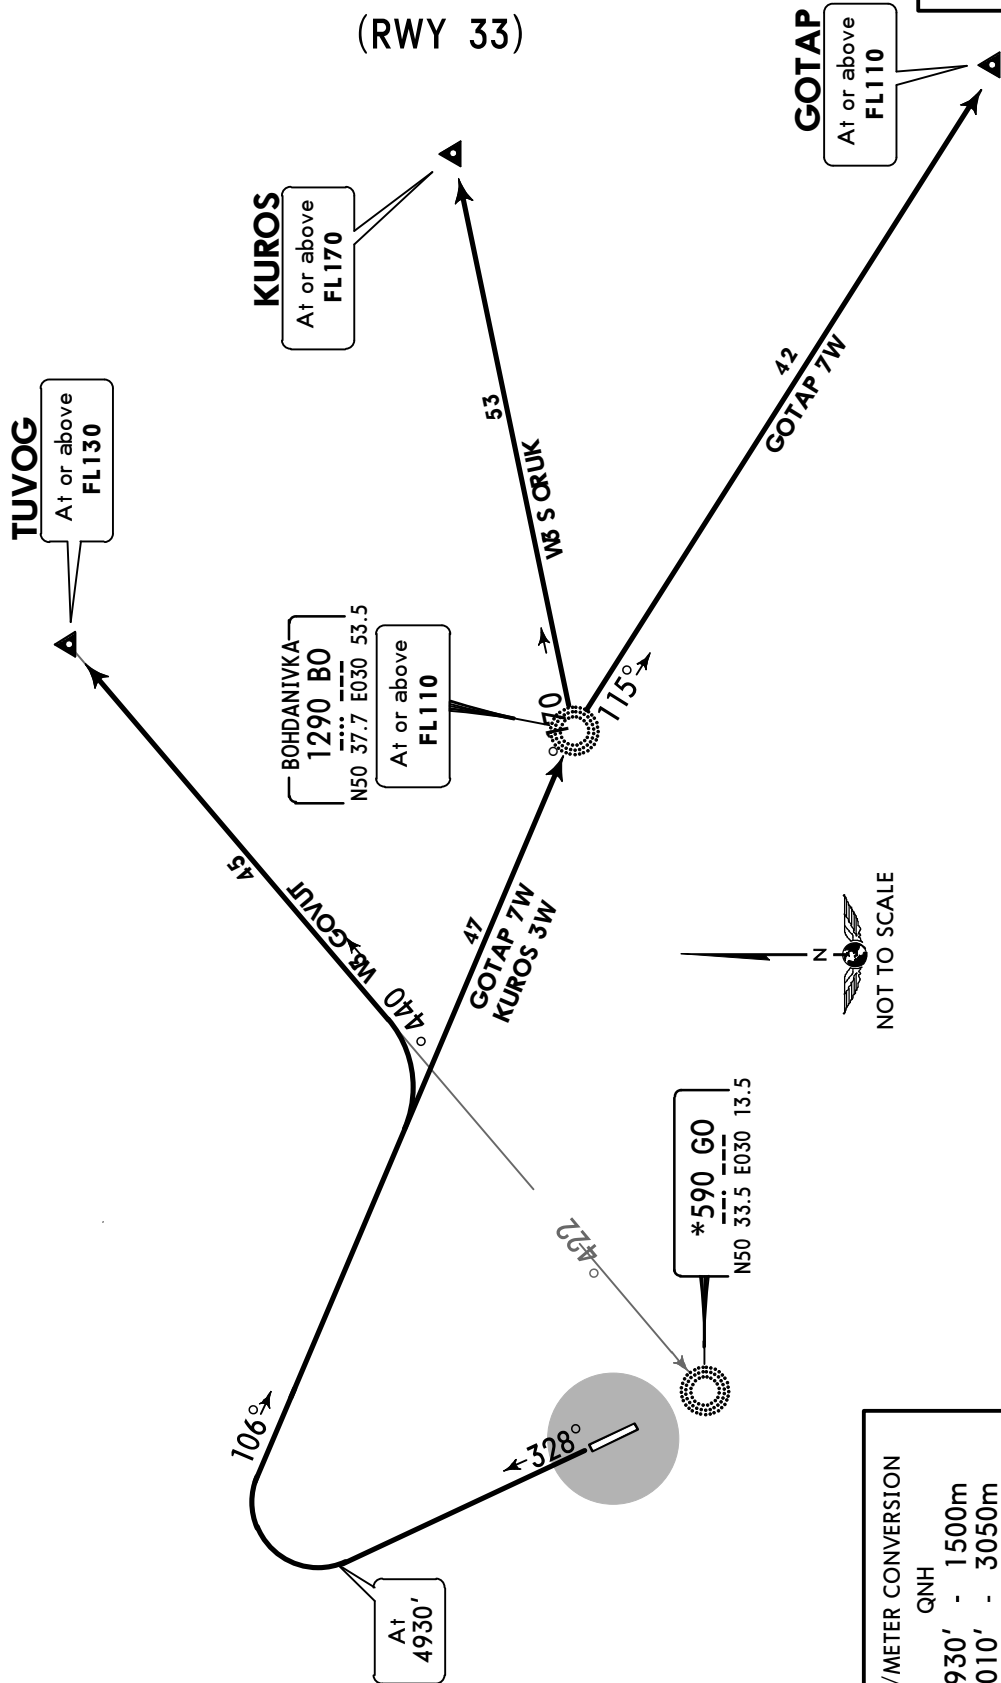 (RWY 33)
GOTAP
At or above
FL110
KUROS
At or above
FL170
TUVOG
At or above
FL130
BOHDANIVKA
1290 BO
N50 37.7 E030 53.5
At or above
FL110
53
42
GOTAP 7W
115°
45
47
GOTAP 7W
KUROS 3W
106°
328°
At
4930'
*590 GO
N50 33.5 E030 13.5
N
NOT TO SCALE
/METER CONVERSION
QNH
930' - 1500m
010' - 3050m